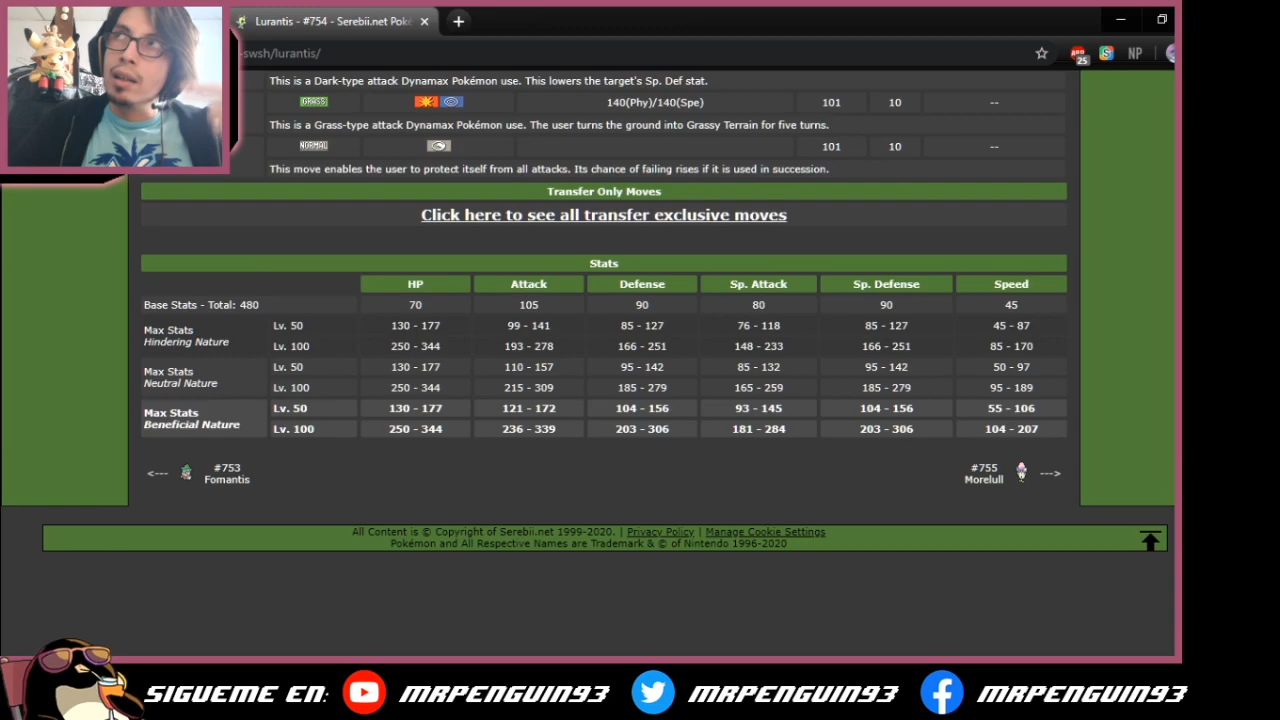 Lurantis - #754 - Serebii.net Poké
-swsh/lurantis/
25
NP
This is a Dark-type attack Dynamax Pokémon use. This lowers the target's Sp. Def stat.
GRASS 140(Phy)/140(Spe) 101 10 --
This is a Grass-type attack Dynamax Pokémon use. The user turns the ground into Grassy Terrain for five turns.
NORMAL 101 10 --
This move enables the user to protect itself from all attacks. Its chance of failing rises if it is used in succession.
Transfer Only Moves
Click here to see all transfer exclusive moves
Stats
HP Attack Defense Sp. Attack Sp. Defense Speed
Base Stats - Total: 480 70 105 90 80 90 45
Max Stats
Hindering Nature
Lv. 50 130 - 177 99 - 141 85 - 127 76 - 118 85 - 127 45 - 87
Lv. 100 250 - 344 193 - 278 166 - 251 148 - 233 166 - 251 85 - 170
Max Stats
Neutral Nature
Lv. 50 130 - 177 110 - 157 95 - 142 85 - 132 95 - 142 50 - 97
Lv. 100 250 - 344 215 - 309 185 - 279 165 - 259 185 - 279 95 - 189
Max Stats
Beneficial Nature
Lv. 50 130 - 177 121 - 172 104 - 156 93 - 145 104 - 156 55 - 106
Lv. 100 250 - 344 236 - 339 203 - 306 181 - 284 203 - 306 104 - 207
<--- #753
Fomantis
#755 --->
Morelull
All Content is © Copyright of Serebii.net 1999-2020. | Privacy Policy | Manage Cookie Settings
Pokémon and All Respective Names are Trademark & © of Nintendo 1996-2020
SIGUEME EN: MRPENGUIN93 MRPENGUIN93 MRPENGUIN93